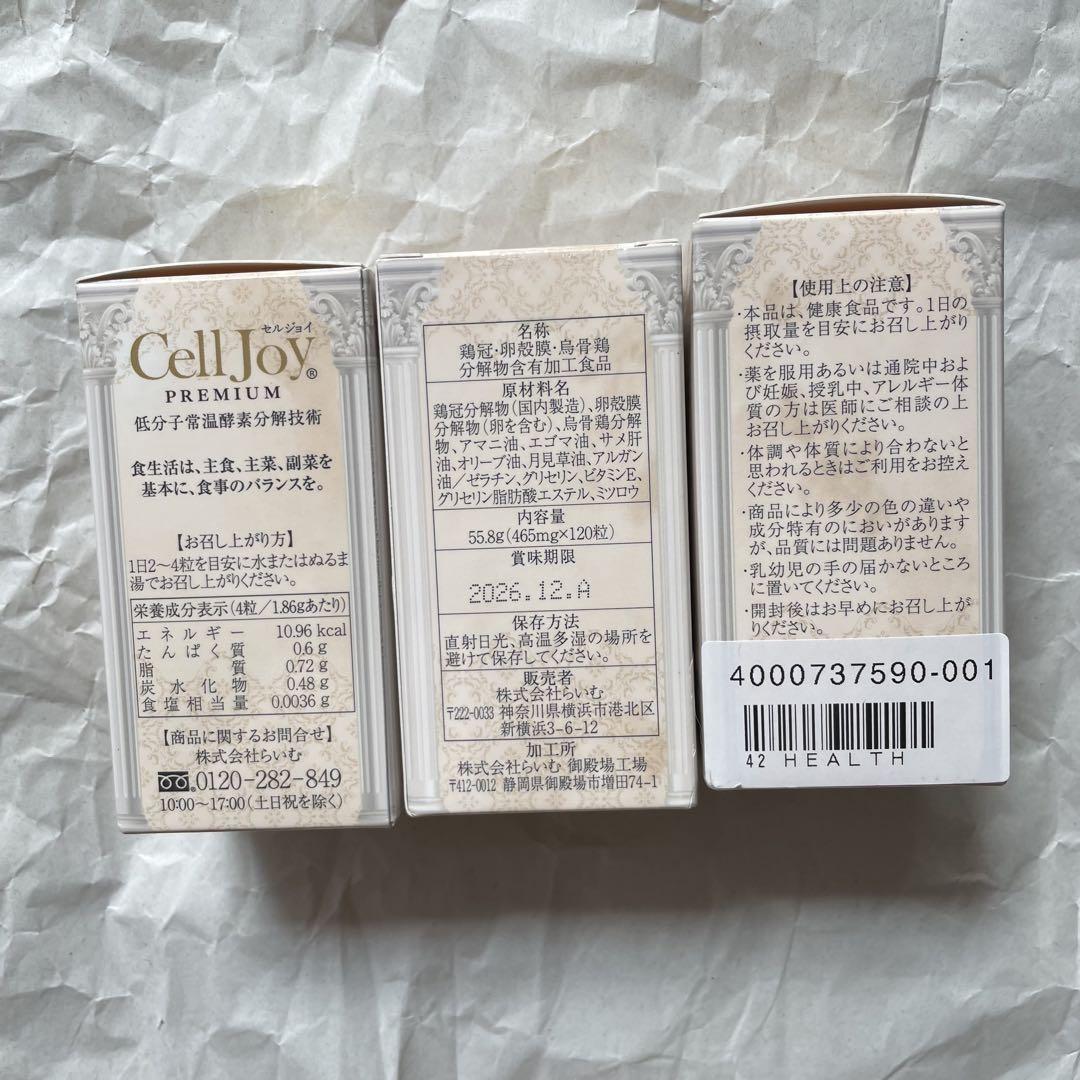 セルジョイ
Cell Joy®
PREMIUM
低分子常温酵素分解技術
食生活は、主食、主菜、副菜を
基本に、食事のバランスを。
【お召し上がり方】
1日2～4粒を目安に水またはぬるま
湯でお召し上がりください。
栄養成分表示(4粒/1.86gあたり)
エネルギー 10.96 kcal
たんぱく質 0.6 g
脂質 0.72 g
炭水化物 0.48 g
食塩相当量 0.0036 g
【商品に関するお問合せ】
株式会社らいむ
0120-282-849
10:00～17:00(土日祝を除く)
名称
鶏冠・卵殻膜・烏骨鶏
分解物含有加工食品
原材料名
鶏冠分解物(国内製造)、卵殻膜
分解物(卵を含む)、烏骨鶏分解
物、アマニ油、エゴマ油、サメ肝
油、オリーブ油、月見草油、アルガン
油/ゼラチン、グリセリン、ビタミンE、
グリセリン脂肪酸エステル、ミツロウ
内容量
55.8g(465mg×120粒)
賞味期限
2026.12.A
保存方法
直射日光、高温多湿の場所を
避けて保存してください。
販売者
株式会社らいむ
〒222-0033 神奈川県横浜市港北区
新横浜3-6-12
加工所
株式会社らいむ 御殿場工場
〒412-0012 静岡県御殿場市増田74-1
【使用上の注意】
・本品は、健康食品です。1日の
摂取量を目安にお召し上がり
ください。
・薬を服用あるいは通院中およ
び妊娠、授乳中、アレルギー体
質の方は医師にご相談の上
お召し上がりください。
・体調や体質により合わないと
思われるときはご利用をお控え
ください。
・商品により多少の色の違いや
成分特有のにおいがあります
が、品質には問題ありません。
・乳幼児の手の届かないところ
に置いてください。
・開封後はお早めにお召し上が
りください。
4000737590-001
42 HEALTH